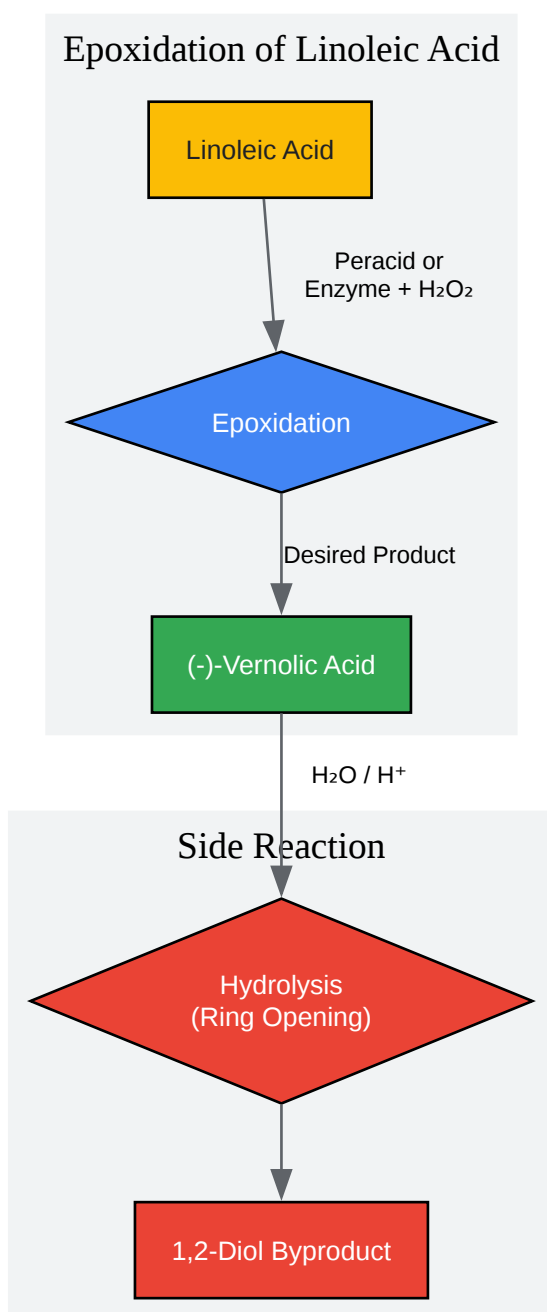 Epoxidation of Linoleic Acid
Linoleic Acid
Peracid or
Enzyme + H₂O₂
Epoxidation
Desired Product
(-)-Vernolic Acid
H₂O / H⁺
Side Reaction
Hydrolysis
(Ring Opening)
1,2-Diol Byproduct